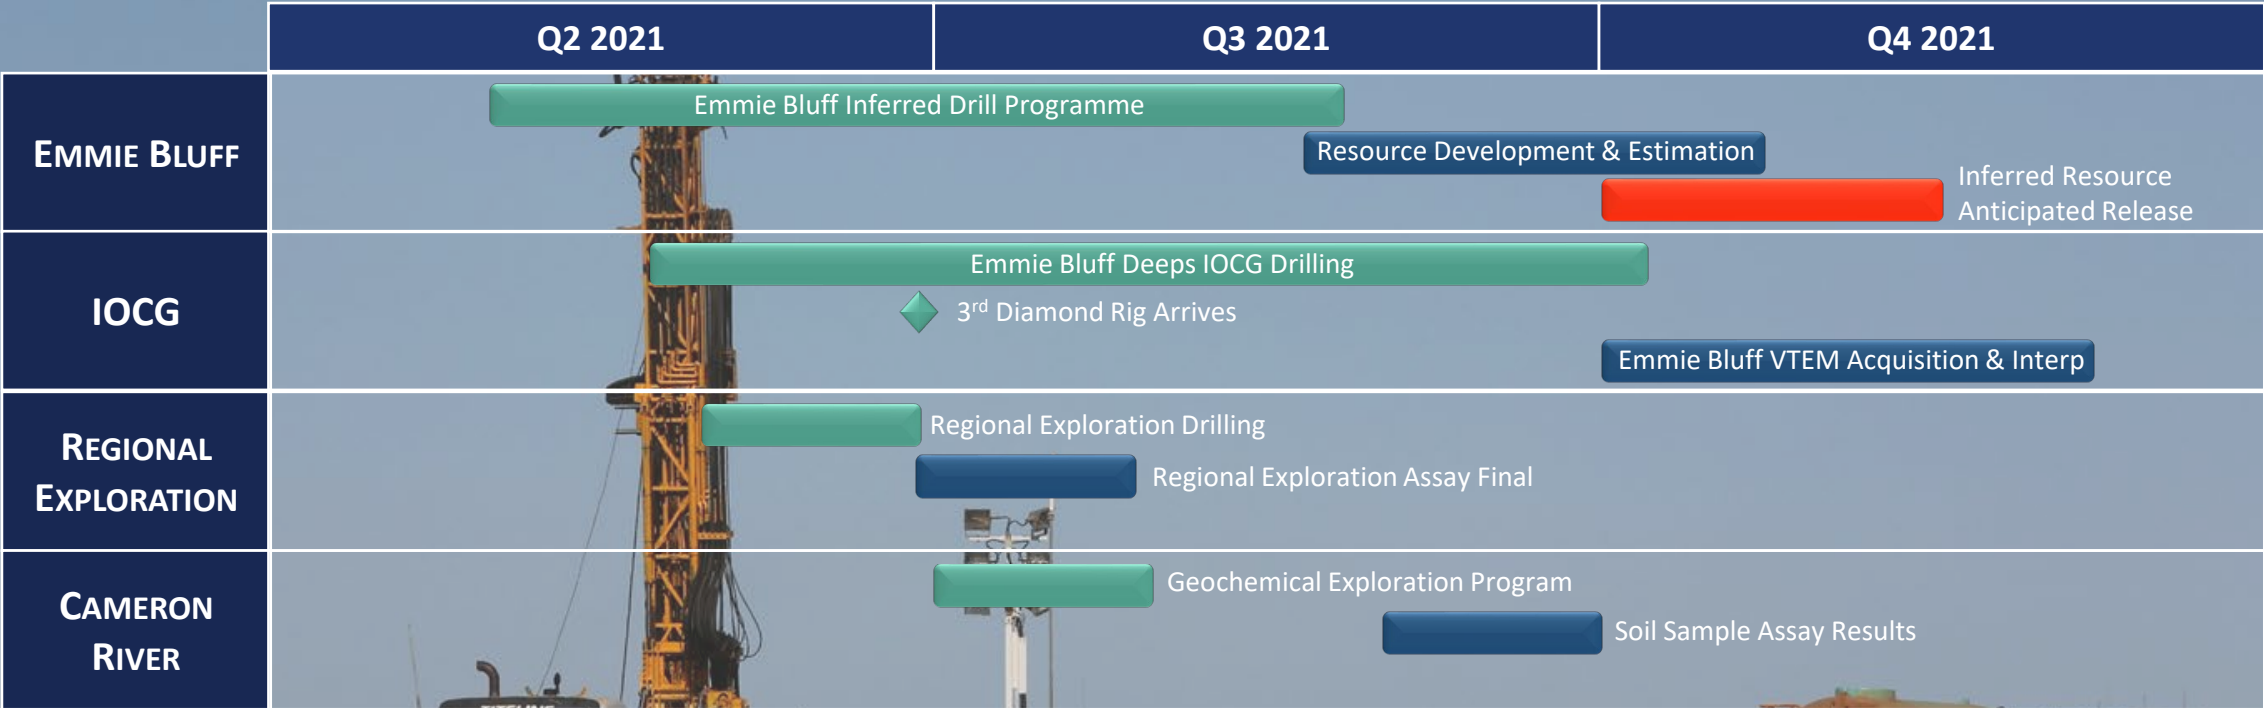 Q2 2021
Q3 2021
Q4 2021
EMMIE BLUFF
Emmie Bluff Inferred Drill Programme
Resource Development & Estimation
Inferred Resource
Anticipated Release
IOCG
Emmie Bluff Deeps IOCG Drilling
3rd Diamond Rig Arrives
Emmie Bluff VTEM Acquisition & Interp
REGIONAL
EXPLORATION
Regional Exploration Drilling
Regional Exploration Assay Final
CAMERON
RIVER
Geochemical Exploration Program
Soil Sample Assay Results